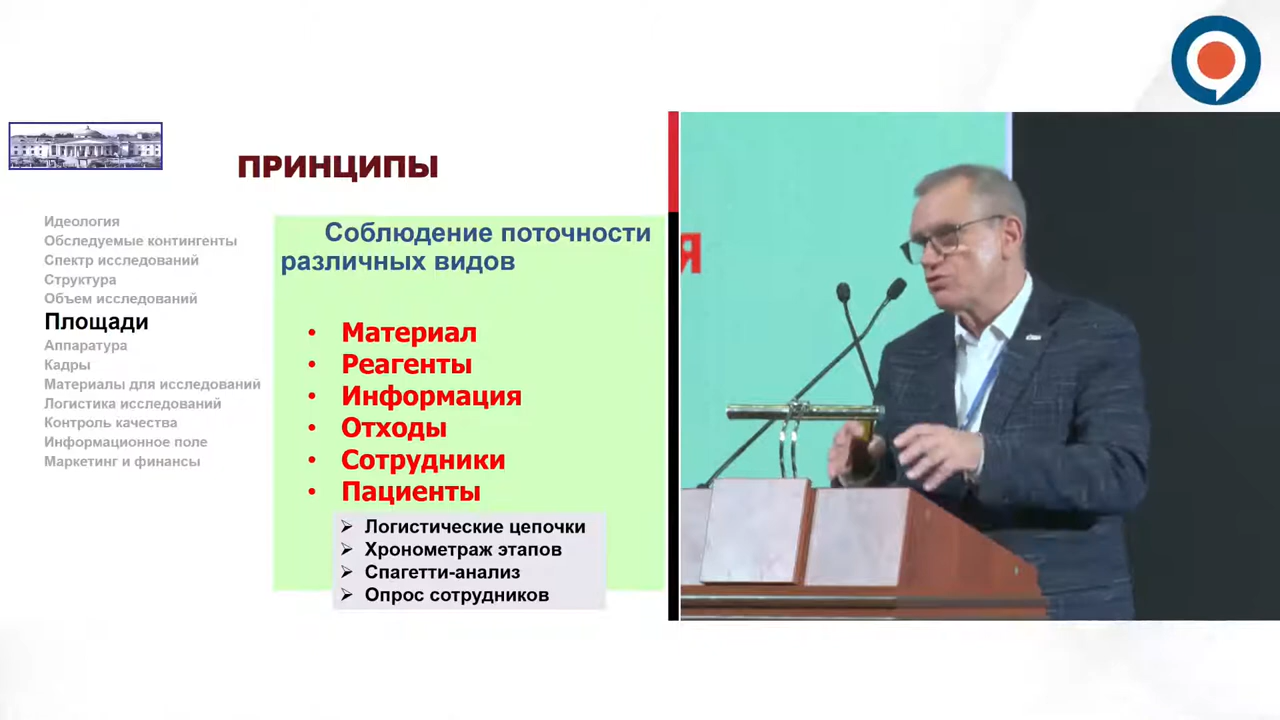 ПРИНЦИПЫ
Идеология
Обследуемые контингенты
Спектр исследований
Структура
Объем исследований
Площади
Аппаратура
Кадры
Материалы для исследований
Логистика исследований
Контроль качества
Информационное поле
Маркетинг и финансы
Соблюдение поточности
различных видов
• Материал
• Реагенты
• Информация
• Отходы
• Сотрудники
• Пациенты
➢ Логистические цепочки
➢ Хронометраж этапов
➢ Спагетти-анализ
➢ Опрос сотрудников
Я